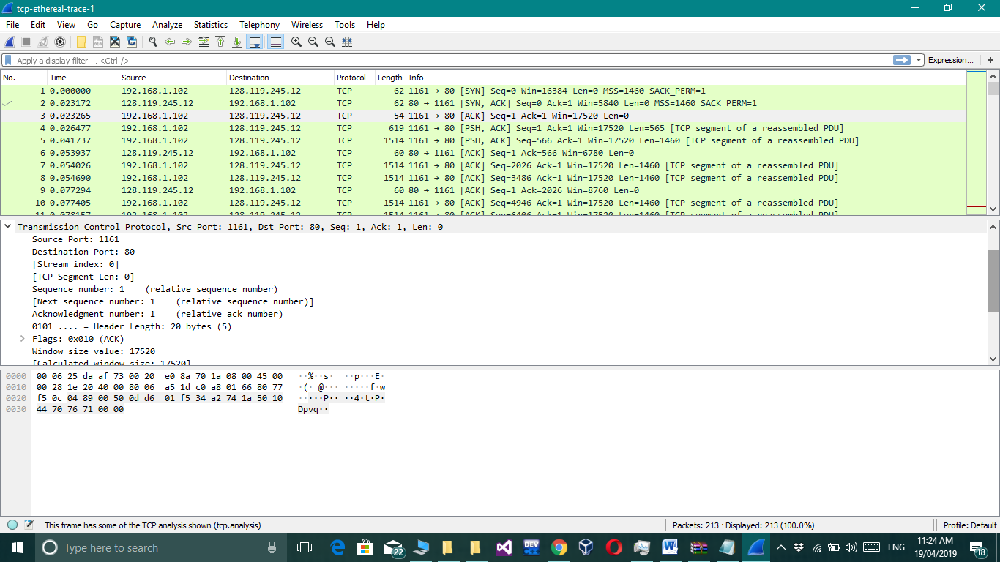 tcp-ethereal-trace-1
File Edit View Go Capture Analyze Statistics Telephony Wireless Tools Help
Apply a display filter ... <Ctrl-/> Expression... +
No. Time Source Destination Protocol Length Info
1 0.000000 192.168.1.102 128.119.245.12 TCP 62 1161 → 80 [SYN] Seq=0 Win=16384 Len=0 MSS=1460 SACK_PERM=1
2 0.023172 128.119.245.12 192.168.1.102 TCP 62 80 → 1161 [SYN, ACK] Seq=0 Ack=1 Win=5840 Len=0 MSS=1460 SACK_PERM=1
3 0.023265 192.168.1.102 128.119.245.12 TCP 54 1161 → 80 [ACK] Seq=1 Ack=1 Win=17520 Len=0
4 0.026477 192.168.1.102 128.119.245.12 TCP 619 1161 → 80 [PSH, ACK] Seq=1 Ack=1 Win=17520 Len=565 [TCP segment of a reassembled PDU]
5 0.041737 192.168.1.102 128.119.245.12 TCP 1514 1161 → 80 [PSH, ACK] Seq=566 Ack=1 Win=17520 Len=1460 [TCP segment of a reassembled PDU]
6 0.053937 128.119.245.12 192.168.1.102 TCP 60 80 → 1161 [ACK] Seq=1 Ack=566 Win=6780 Len=0
7 0.054026 192.168.1.102 128.119.245.12 TCP 1514 1161 → 80 [ACK] Seq=2026 Ack=1 Win=17520 Len=1460 [TCP segment of a reassembled PDU]
8 0.054690 192.168.1.102 128.119.245.12 TCP 1514 1161 → 80 [ACK] Seq=3486 Ack=1 Win=17520 Len=1460 [TCP segment of a reassembled PDU]
9 0.077294 128.119.245.12 192.168.1.102 TCP 60 80 → 1161 [ACK] Seq=1 Ack=2026 Win=8760 Len=0
10 0.077405 192.168.1.102 128.119.245.12 TCP 1514 1161 → 80 [ACK] Seq=4946 Ack=1 Win=17520 Len=1460 [TCP segment of a reassembled PDU]
11 0.078157 192.168.1.102 128.119.245.12 TCP 1514 1161 → 80 [ACK] Seq=6406 Ack=1 Win=17520 Len=1460 [TCP segment of a reassembled PDU]
Transmission Control Protocol, Src Port: 1161, Dst Port: 80, Seq: 1, Ack: 1, Len: 0
Source Port: 1161
Destination Port: 80
[Stream index: 0]
[TCP Segment Len: 0]
Sequence number: 1 (relative sequence number)
[Next sequence number: 1 (relative sequence number)]
Acknowledgment number: 1 (relative ack number)
0101 .... = Header Length: 20 bytes (5)
Flags: 0x010 (ACK)
Window size value: 17520
[Calculated window size: 17520]
0000 00 06 25 da af 73 00 20 e0 8a 70 1a 08 00 45 00 ··%··s· ··p···E·
0010 00 28 1e 20 40 00 80 06 a5 1d c0 a8 01 66 80 77 ·(· @··· ·····f·w
0020 f5 0c 04 89 00 50 0d d6 01 f5 34 a2 74 1a 50 10 ·····P·· ··4·t·P·
0030 44 70 76 71 00 00 Dpvq··
This frame has some of the TCP analysis shown (tcp.analysis) Packets: 213 · Displayed: 213 (100.0%) Profile: Default
Type here to search 22 DEV ENG 11:24 AM
19/04/2019 18